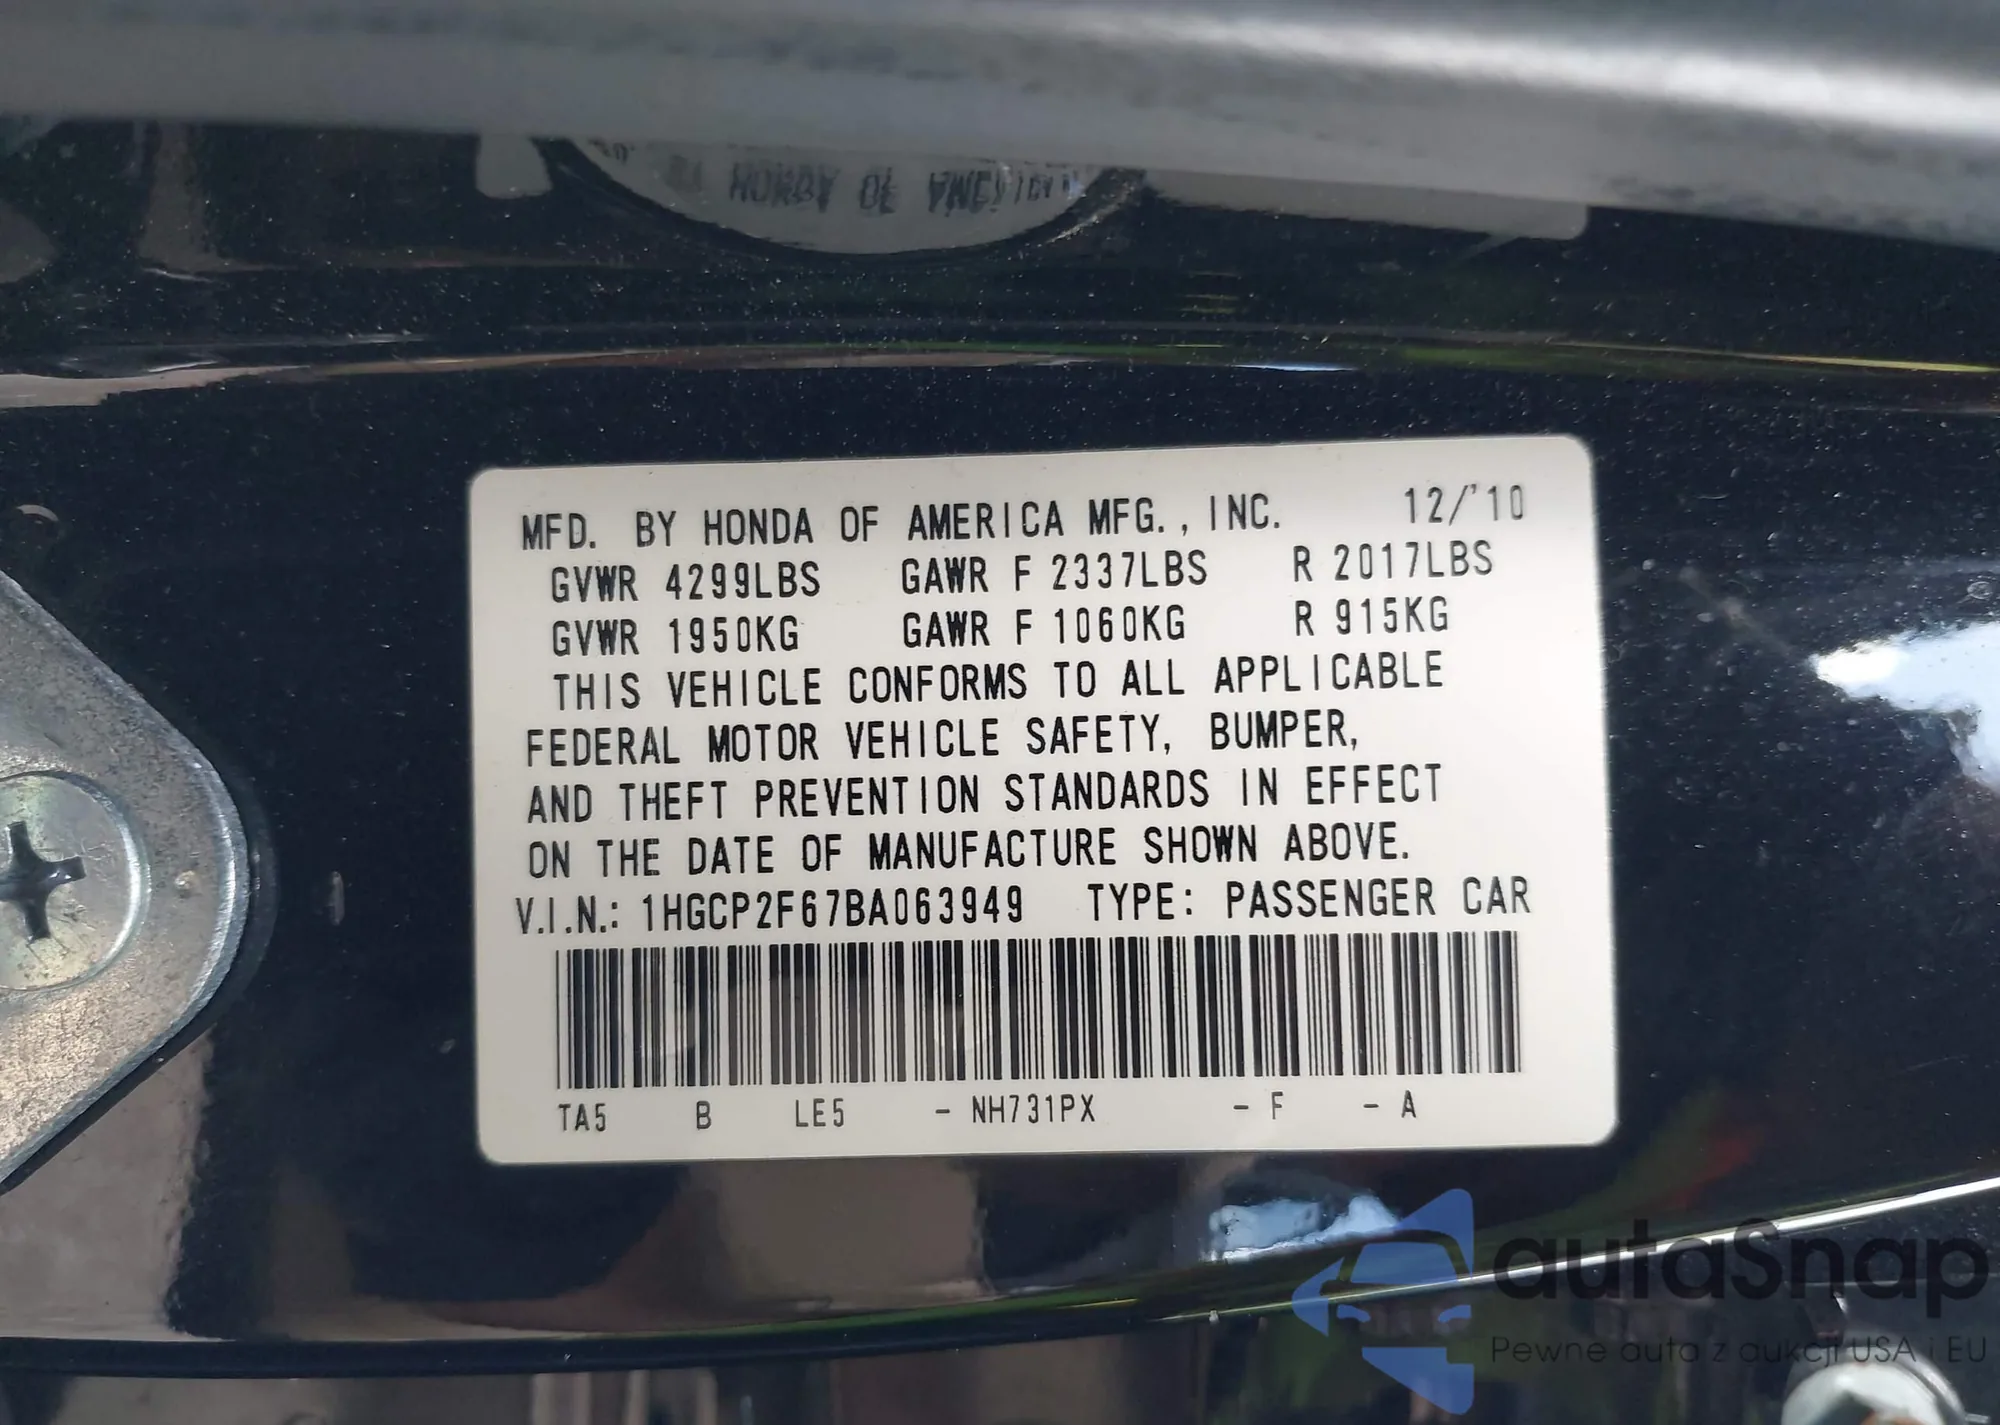 MFD. BY HONDA OF AMERICA MFG., INC. 12/'10
GVWR 4299LBS GAWR F 2337LBS R 2017LBS
GVWR 1950KG GAWR F 1060KG R 915KG
THIS VEHICLE CONFORMS TO ALL APPLICABLE
FEDERAL MOTOR VEHICLE SAFETY, BUMPER,
AND THEFT PREVENTION STANDARDS IN EFFECT
ON THE DATE OF MANUFACTURE SHOWN ABOVE.
V.I.N.: 1HGCP2F67BA063949 TYPE: PASSENGER CAR
TA5 B LE5 - NH731PX - F - A
autaSnap
Pewne auta z aukcji USA i EU